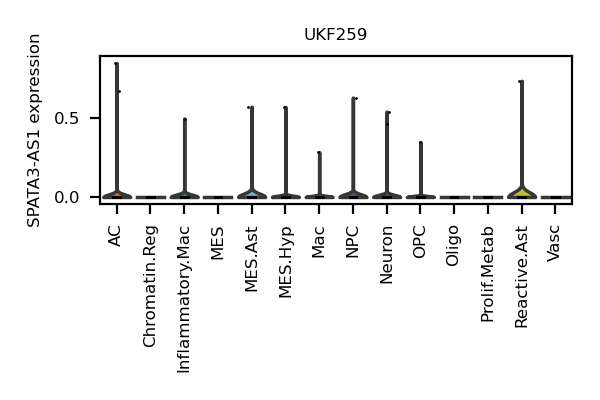 UKF259
SPATA3-AS1 expression
0.5
0.0
AC
Chromatin.Reg
Inflammatory.Mac
MES
MES.Ast
MES.Hyp
Mac
NPC
Neuron
OPC
Oligo
Prolif.Metab
Reactive.Ast
Vasc